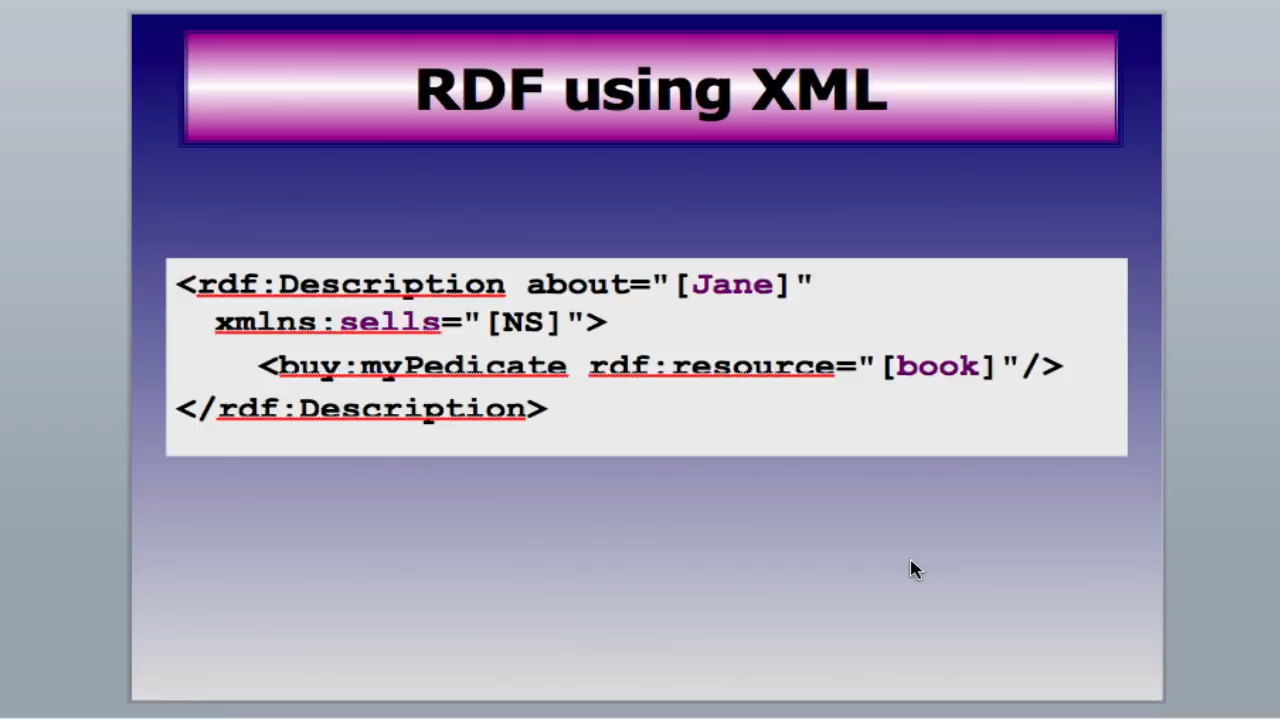 RDF using XML
<rdf:Description about="[Jane]"
xmlns:sells="[NS]">
<buy:myPedicate rdf:resource="[book]"/>
</rdf:Description>